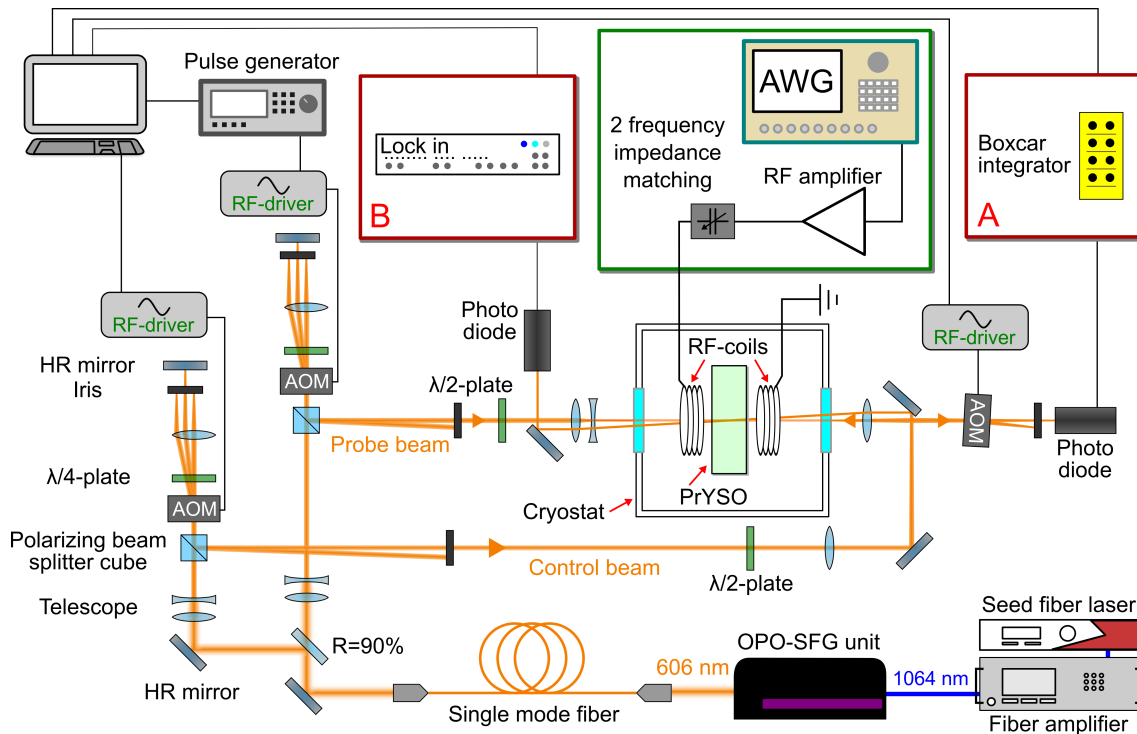 Pulse generator
RF-driver
RF-driver
Lock in
B
2 frequency
impedance
matching
AWG
RF amplifier
Boxcar
integrator
A
RF-driver
Photo
diode
RF-coils
HR mirror
Iris
AOM
λ/2-plate
Probe beam
AOM
Photo
diode
λ/4-plate
AOM
PrYSO
Cryostat
Polarizing beam
splitter cube
Control beam
λ/2-plate
Telescope
R=90%
HR mirror
Single mode fiber
606 nm
OPO-SFG unit
1064 nm
Seed fiber laser
Fiber amplifier